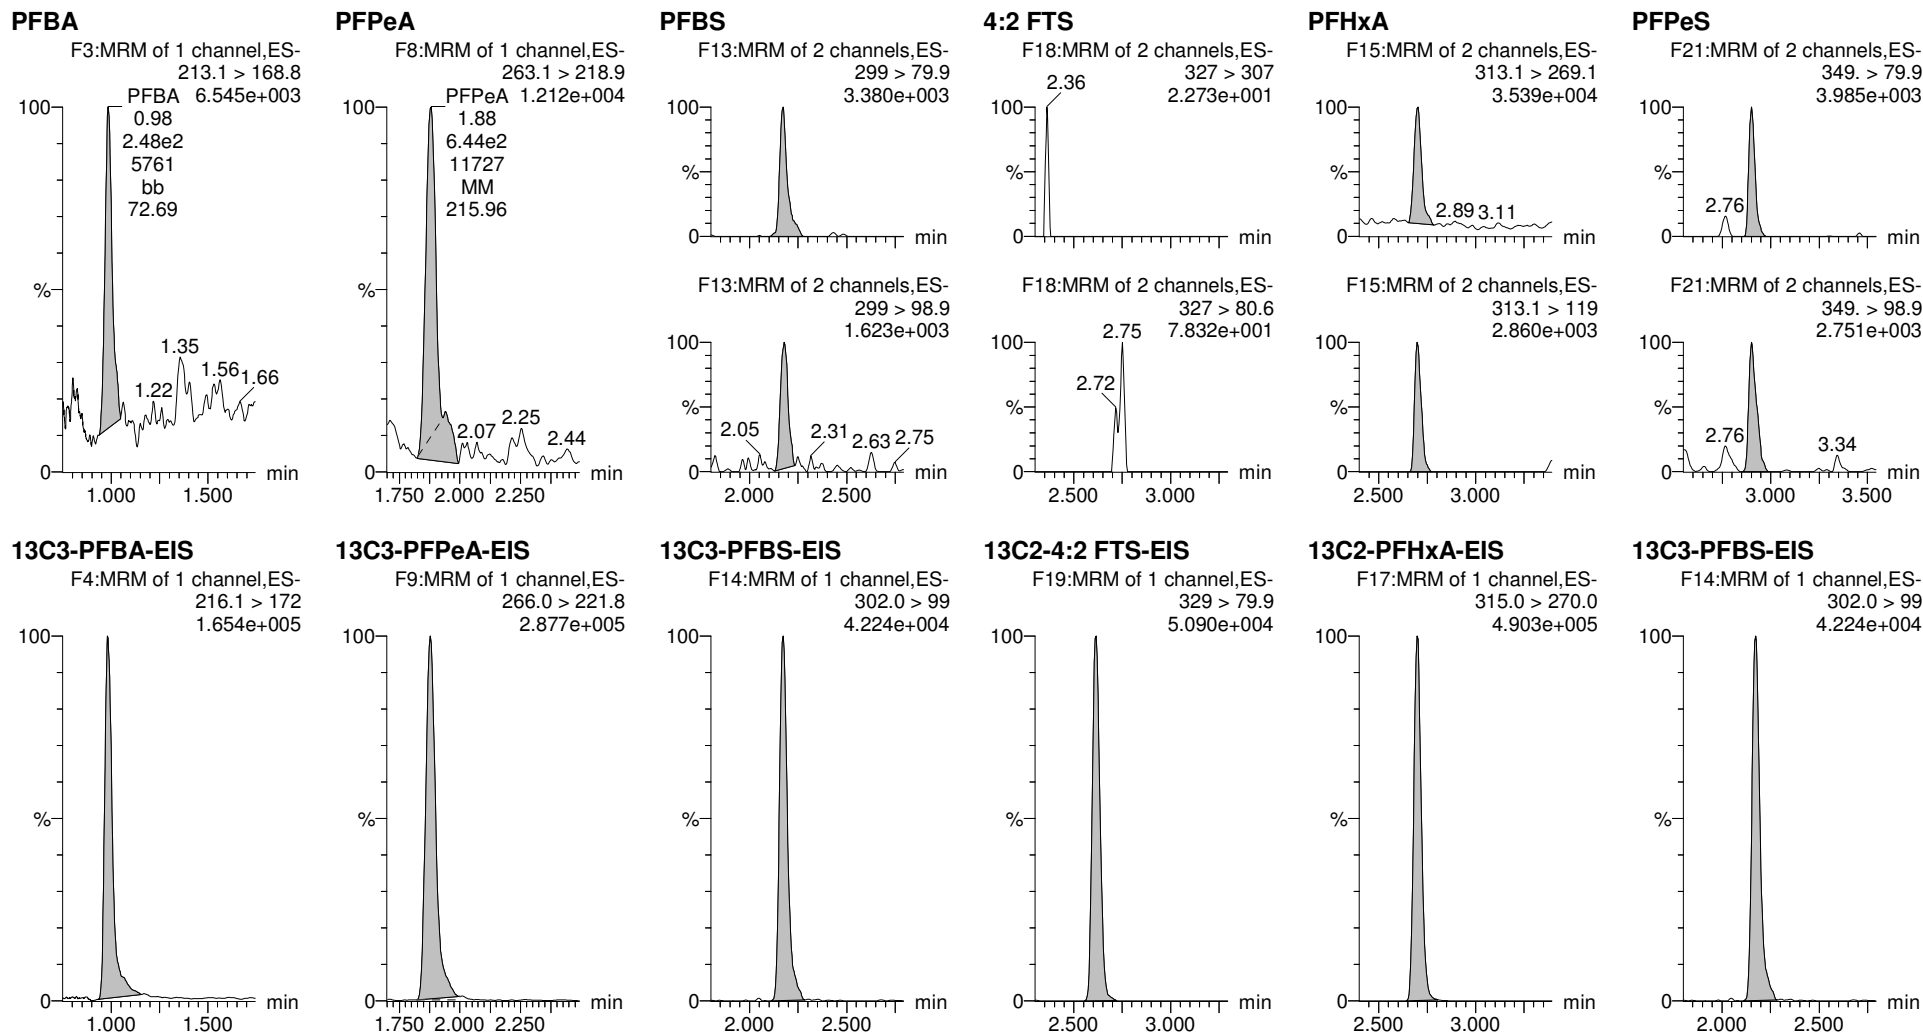 PFBA
F3:MRM of 1 channel,ES-
213.1 > 168.8
6.545e+003
PFBA
0.98
2.48e2
5761
bb
72.69
100
%
0
1.22
1.35
1.56
1.66
min
1.000
1.500
PFPeA
F8:MRM of 1 channel,ES-
263.1 > 218.9
1.212e+004
PFPeA
1.88
6.44e2
11727
MM
215.96
100
%
0
2.07
2.25
2.44
min
1.750
2.000
2.250
PFBS
F13:MRM of 2 channels,ES-
299 > 79.9
3.380e+003
100
%
0
min
F13:MRM of 2 channels,ES-
299 > 98.9
1.623e+003
100
%
0
2.05
2.31
2.63
2.75
min
2.000
2.500
4:2 FTS
F18:MRM of 2 channels,ES-
327 > 307
2.273e+001
2.36
100
%
0
min
F18:MRM of 2 channels,ES-
327 > 80.6
7.832e+001
2.75
2.72
100
%
0
min
2.500
3.000
PFHxA
F15:MRM of 2 channels,ES-
313.1 > 269.1
3.539e+004
100
%
0
2.89
3.11
min
F15:MRM of 2 channels,ES-
313.1 > 119
2.860e+003
100
%
0
min
2.500
3.000
PFPeS
F21:MRM of 2 channels,ES-
349. > 79.9
3.985e+003
100
%
0
2.76
min
F21:MRM of 2 channels,ES-
349. > 98.9
2.751e+003
100
%
0
2.76
3.34
min
3.000
3.500
13C3-PFBA-EIS
F4:MRM of 1 channel,ES-
216.1 > 172
1.654e+005
100
%
0
min
1.000
1.500
13C3-PFPeA-EIS
F9:MRM of 1 channel,ES-
266.0 > 221.8
2.877e+005
100
%
0
min
1.750
2.000
2.250
13C3-PFBS-EIS
F14:MRM of 1 channel,ES-
302.0 > 99
4.224e+004
100
%
0
min
2.000
2.500
13C2-4:2 FTS-EIS
F19:MRM of 1 channel,ES-
329 > 79.9
5.090e+004
100
%
0
min
2.500
3.000
13C2-PFHxA-EIS
F17:MRM of 1 channel,ES-
315.0 > 270.0
4.903e+005
100
%
0
min
2.500
3.000
13C3-PFBS-EIS
F14:MRM of 1 channel,ES-
302.0 > 99
4.224e+004
100
%
0
min
2.000
2.500